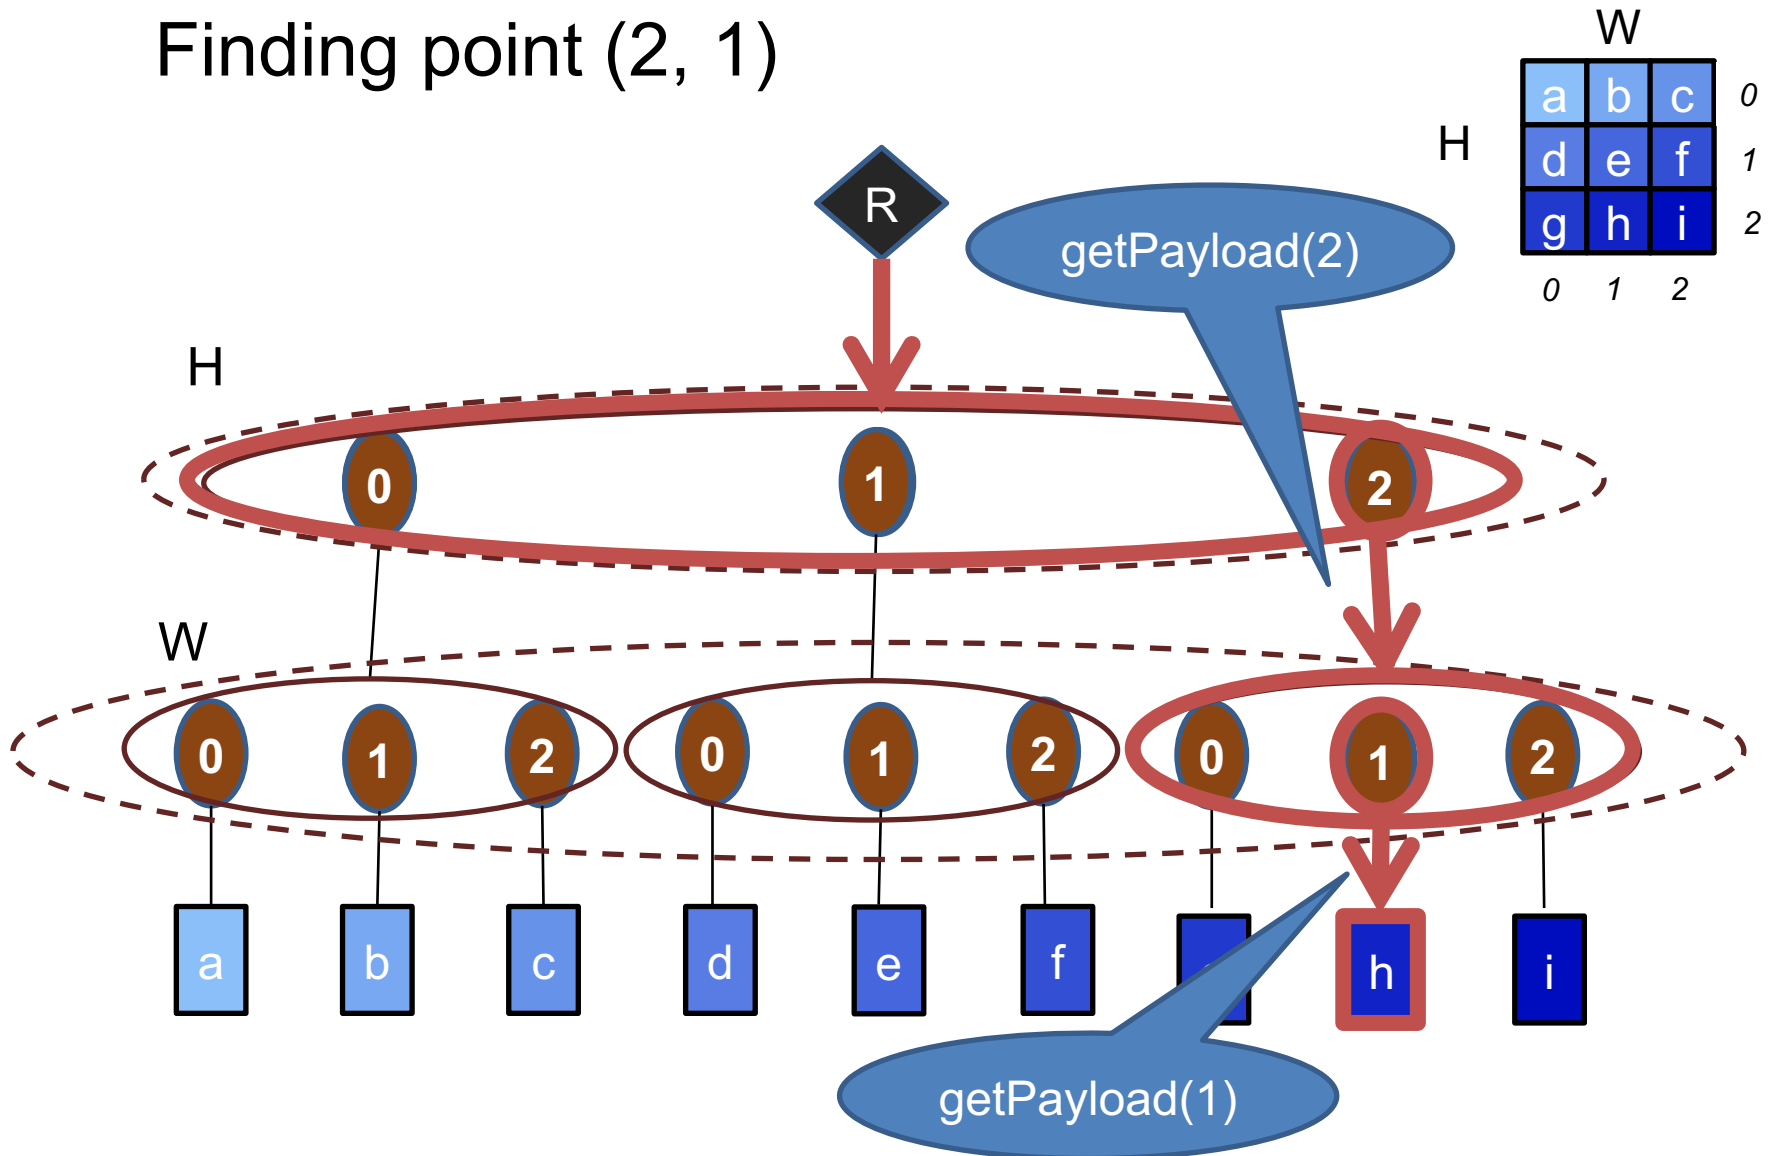 Finding point (2, 1)
W
a b c 0
H
d e f 1
g h i 2
0 1 2
R
getPayload(2)
H
0 1 2
W
0 1 2 0 1 2 0 1 2
a b c d e f h i
getPayload(1)